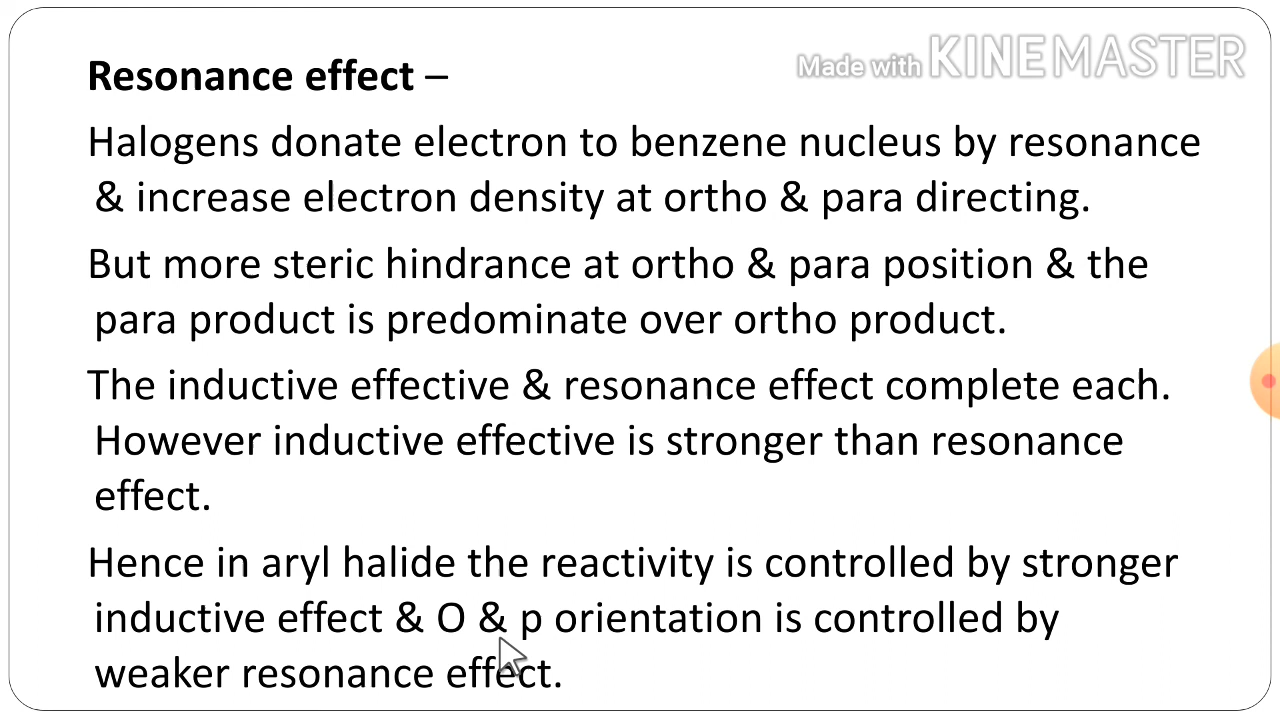 Made with KINEMASTER
Resonance effect –
Halogens donate electron to benzene nucleus by resonance
& increase electron density at ortho & para directing.
But more steric hindrance at ortho & para position & the
para product is predominate over ortho product.
The inductive effective & resonance effect complete each.
However inductive effective is stronger than resonance
effect.
Hence in aryl halide the reactivity is controlled by stronger
inductive effect & O & p orientation is controlled by
weaker resonance effect.